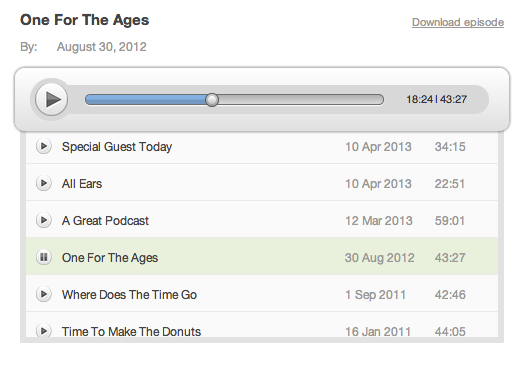 One For The Ages
Download episode
By: August 30, 2012
18:24 | 43:27
Special Guest Today 10 Apr 2013 34:15
All Ears 10 Apr 2013 22:51
A Great Podcast 12 Mar 2013 59:01
One For The Ages 30 Aug 2012 43:27
Where Does The Time Go 1 Sep 2011 42:46
Time To Make The Donuts 16 Jan 2011 44:05